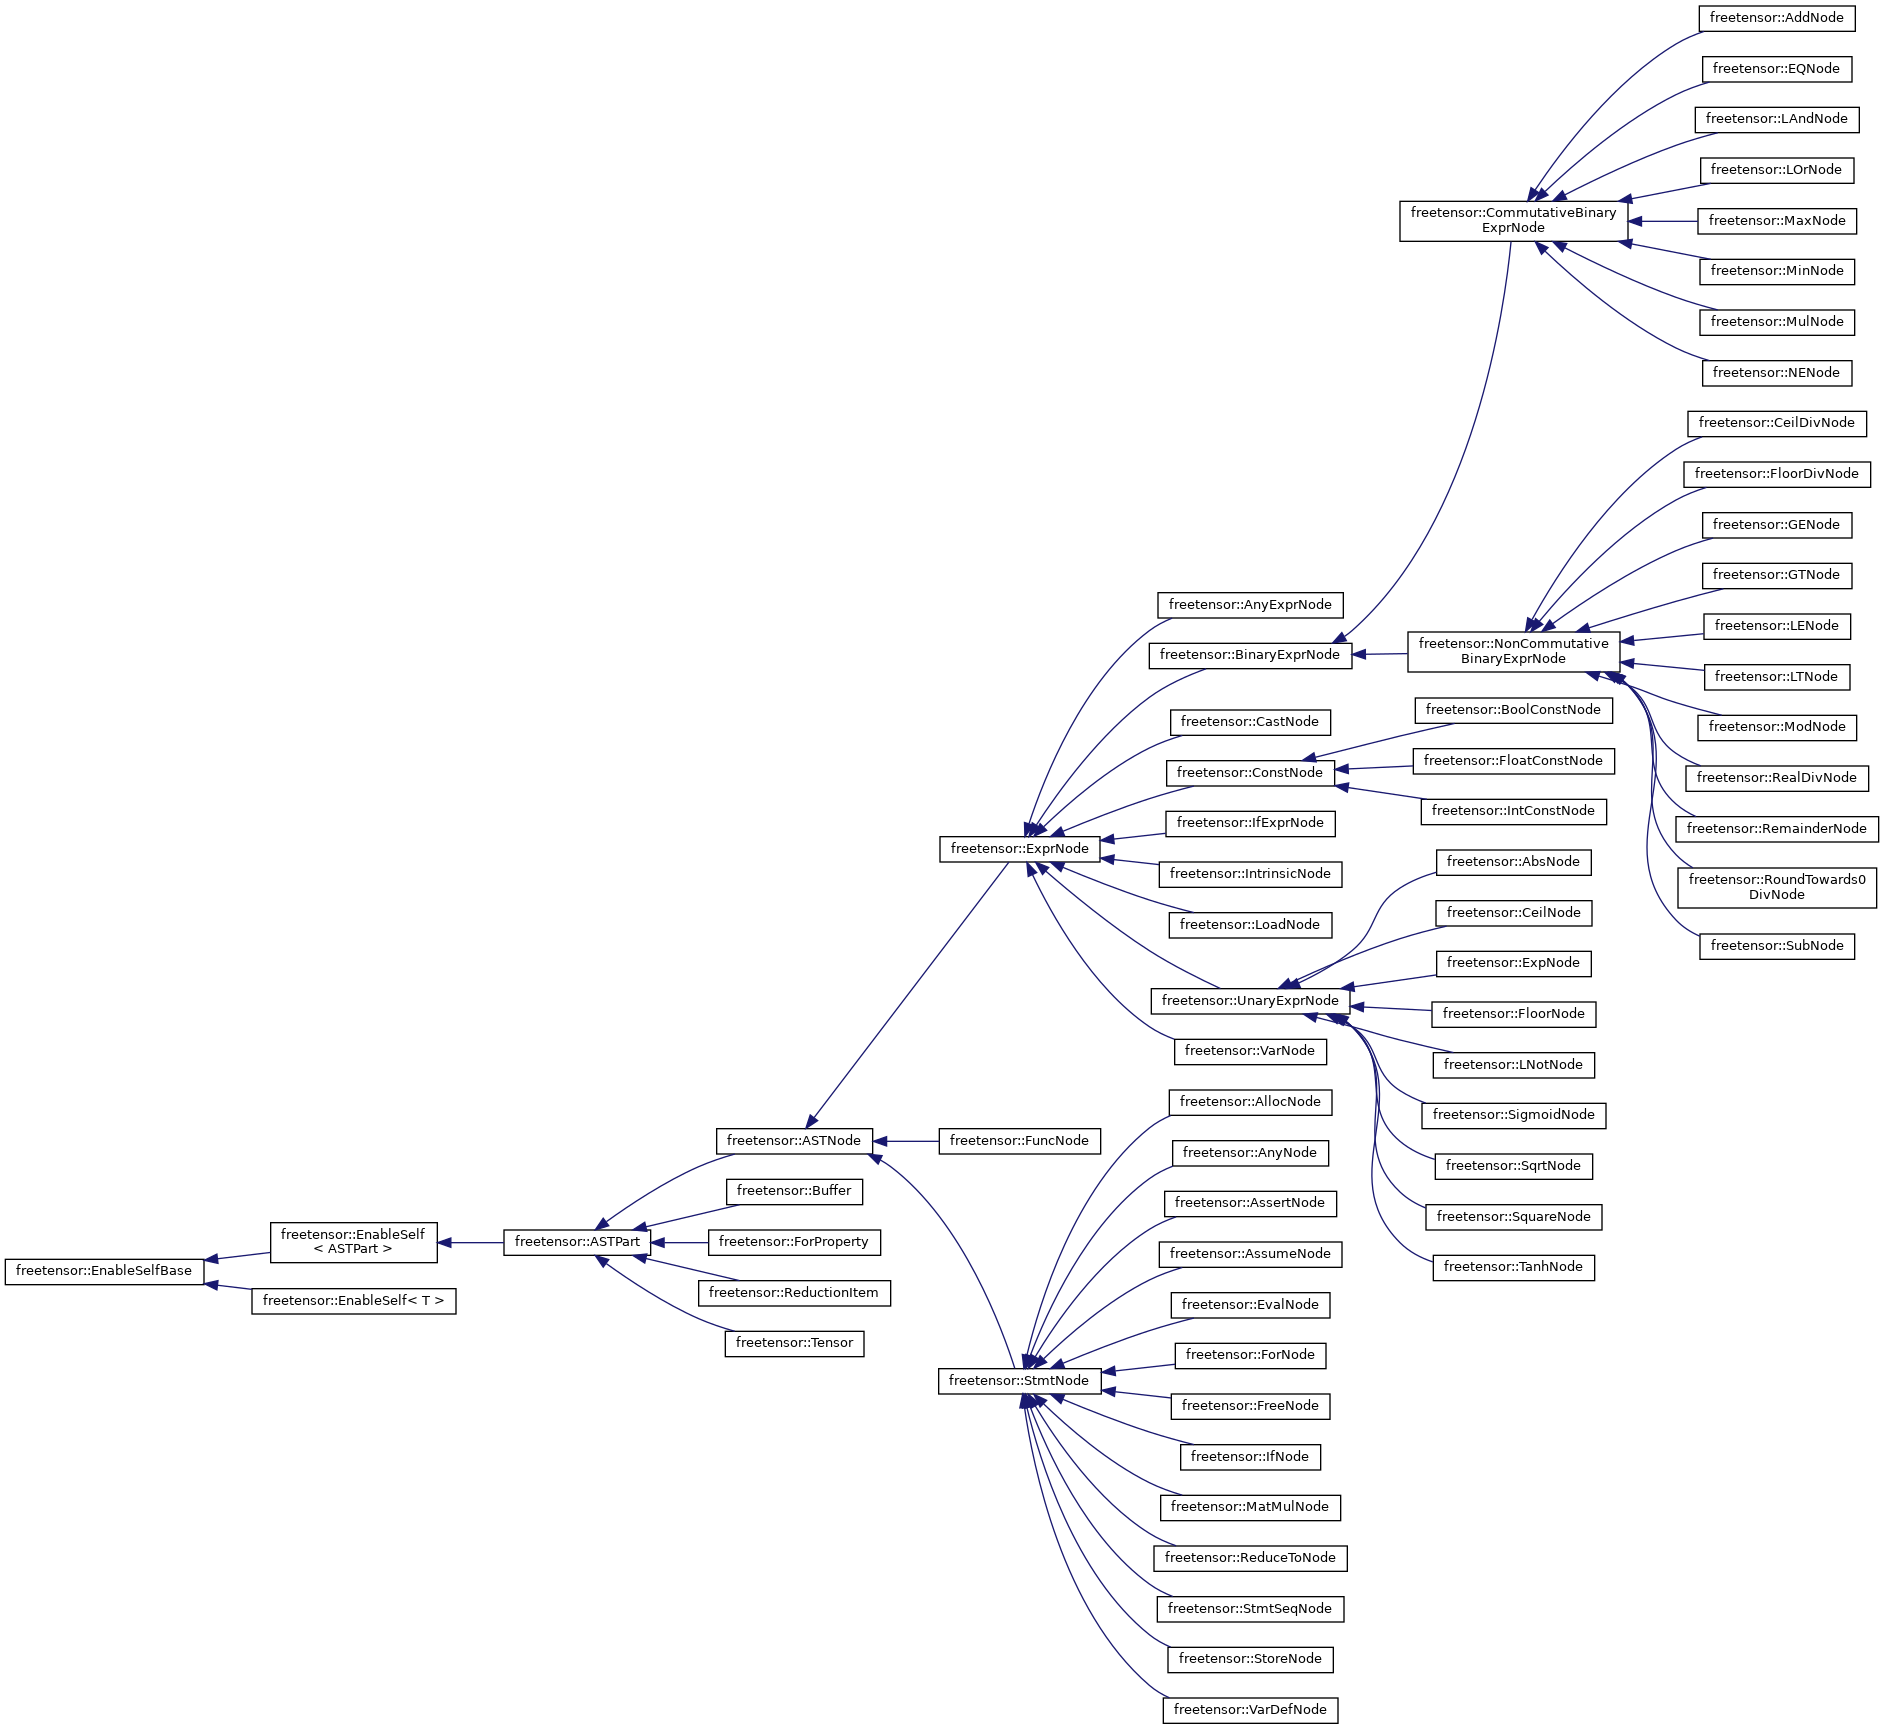 freetensor::AddNode
freetensor::EQNode
freetensor::LAndNode
freetensor::LOrNode
freetensor::CommutativeBinary
ExprNode
freetensor::MaxNode
freetensor::MinNode
freetensor::MulNode
freetensor::NENode
freetensor::CeilDivNode
freetensor::FloorDivNode
freetensor::GENode
freetensor::GTNode
freetensor::AnyExprNode
freetensor::LENode
freetensor::BinaryExprNode
freetensor::NonCommutative
BinaryExprNode
freetensor::LTNode
freetensor::BoolConstNode
freetensor::CastNode
freetensor::ModNode
freetensor::FloatConstNode
freetensor::ConstNode
freetensor::RealDivNode
freetensor::IntConstNode
freetensor::IfExprNode
freetensor::RemainderNode
freetensor::ExprNode
freetensor::AbsNode
freetensor::IntrinsicNode
freetensor::RoundTowards0
DivNode
freetensor::CeilNode
freetensor::LoadNode
freetensor::SubNode
freetensor::ExpNode
freetensor::UnaryExprNode
freetensor::FloorNode
freetensor::VarNode
freetensor::LNotNode
freetensor::AllocNode
freetensor::SigmoidNode
freetensor::ASTNode
freetensor::FuncNode
freetensor::AnyNode
freetensor::SqrtNode
freetensor::Buffer
freetensor::AssertNode
freetensor::SquareNode
freetensor::EnableSelf
< ASTPart >
freetensor::ASTPart
freetensor::ForProperty
freetensor::AssumeNode
freetensor::TanhNode
freetensor::EnableSelfBase
freetensor::EnableSelf< T >
freetensor::ReductionItem
freetensor::EvalNode
freetensor::Tensor
freetensor::ForNode
freetensor::StmtNode
freetensor::FreeNode
freetensor::IfNode
freetensor::MatMulNode
freetensor::ReduceToNode
freetensor::StmtSeqNode
freetensor::StoreNode
freetensor::VarDefNode